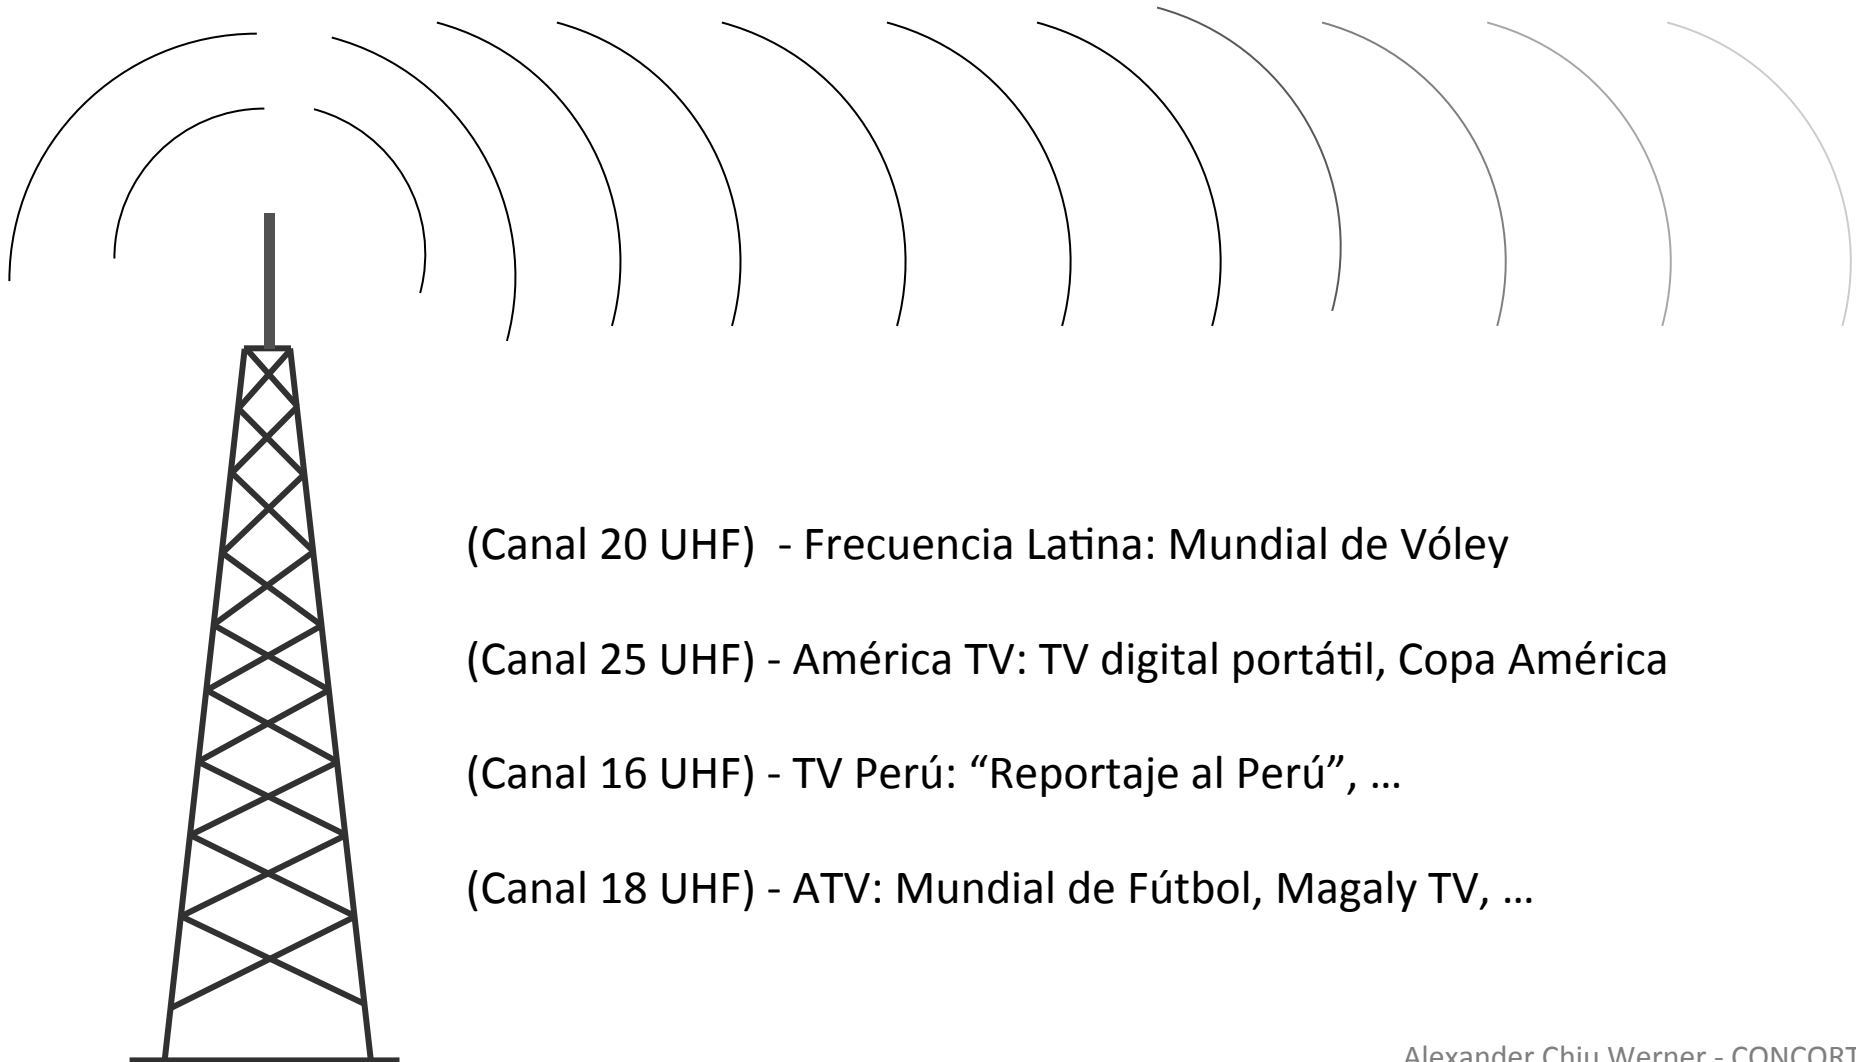 (Canal 20 UHF)  - Frecuencia Latina: Mundial de Vóley
(Canal 25 UHF) - América TV: TV digital portátil, Copa América
(Canal 16 UHF) - TV Perú: “Reportaje al Perú”, …
(Canal 18 UHF) - ATV: Mundial de Fútbol, Magaly TV, …
Alexander Chiu Werner - CONCORT